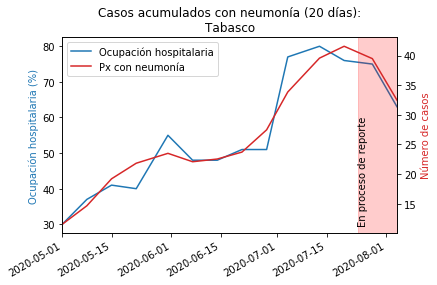 Casos acumulados con neumonía (20 días):
Tabasco
Ocupación hospitalaria
Px con neumonía
Ocupación hospitalaria (%)
80
70
60
50
40
30
Número de casos
40
35
30
25
20
15
En proceso de reporte
2020-05-01
2020-05-15
2020-06-01
2020-06-15
2020-07-01
2020-07-15
2020-08-01